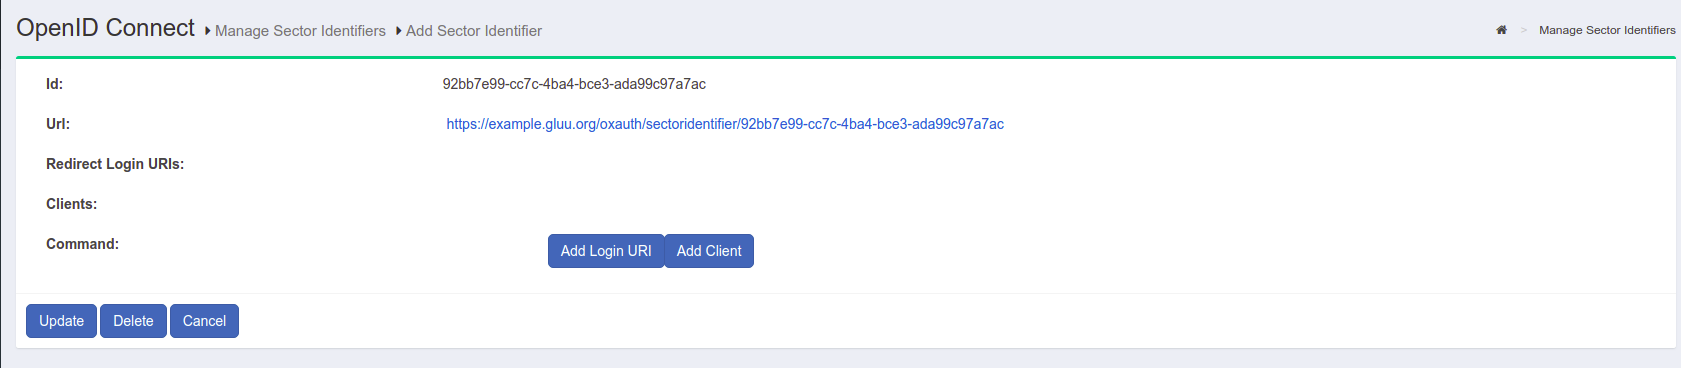 OpenID Connect Manage Sector Identifiers Add Sector Identifier > Manage Sector Identifiers
Id: 92bb7e99-cc7c-4ba4-bce3-ada99c97a7ac
Url: https://example.gluu.org/oxauth/sectoridentifier/92bb7e99-cc7c-4ba4-bce3-ada99c97a7ac
Redirect Login URIs:
Clients:
Command: Add Login URI Add Client
Update Delete Cancel